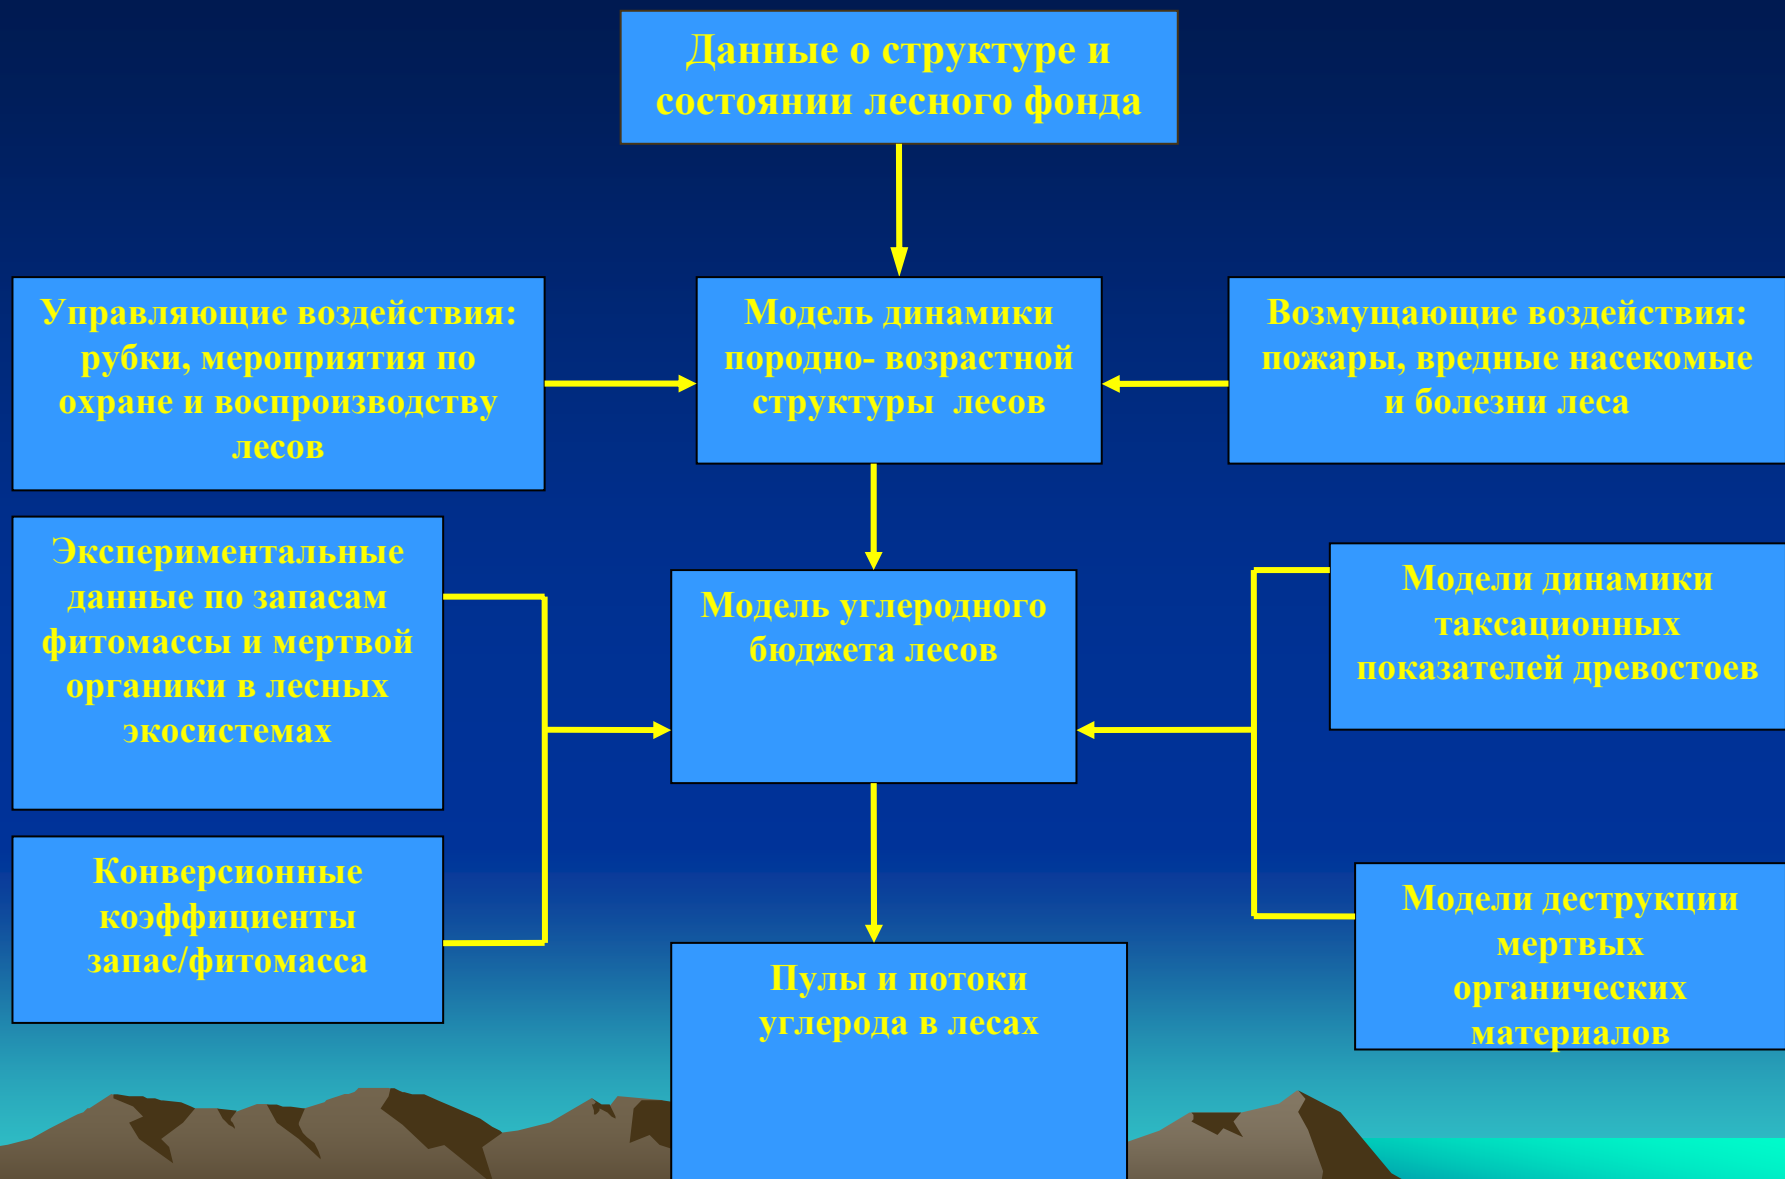 Данные о структуре и
состоянии лесного фонда
Управляющие воздействия:
рубки, мероприятия по
охране и воспроизводству
лесов
Модель динамики
породно- возрастной
структуры лесов
Возмущающие воздействия:
пожары, вредные насекомые
и болезни леса
Экспериментальные
данные по запасам
фитомассы и мертвой
органики в лесных
экосистемах
Модель углеродного
бюджета лесов
Модели динамики
таксационных
показателей древостоев
Конверсионные
коэффициенты
запас/фитомасса
Модели деструкции
мертвых
органических
материалов
Пулы и потоки
углерода в лесах